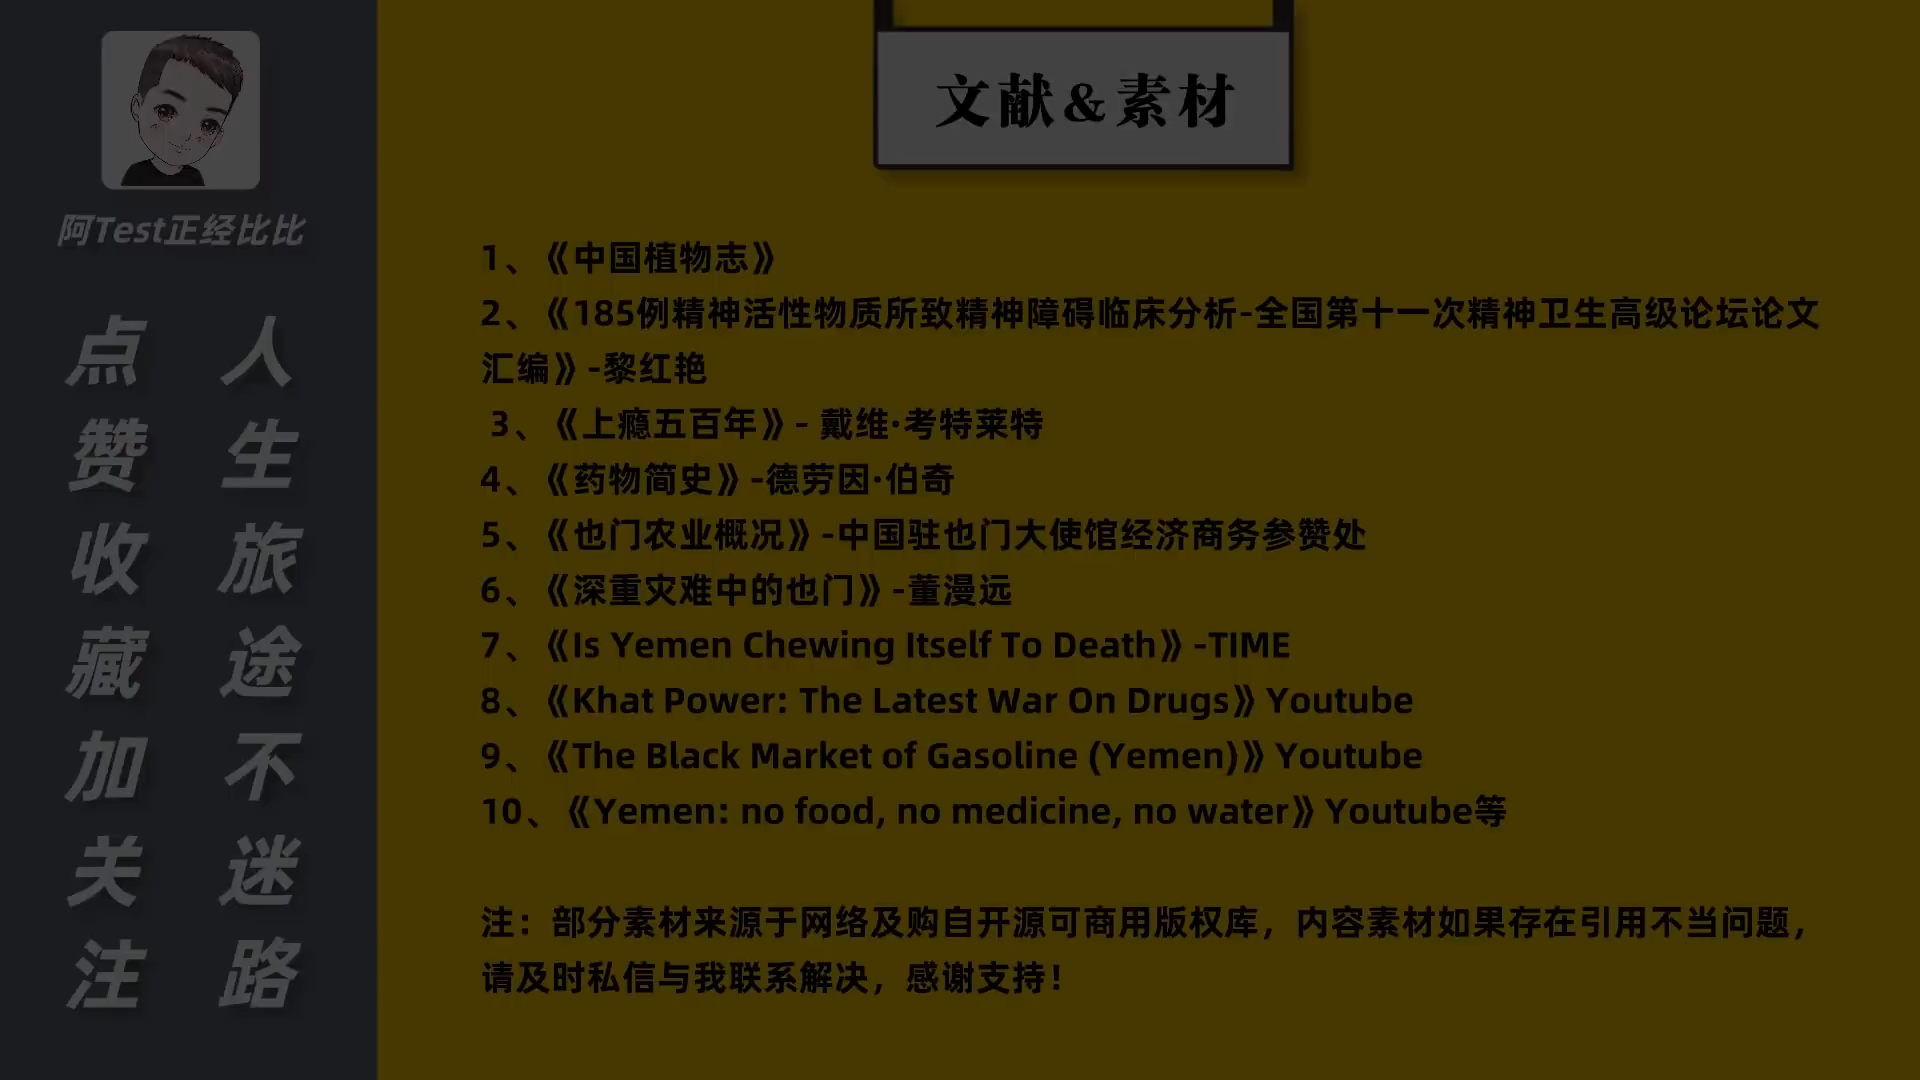 文献&素材
阿Test正经比比
人生旅途不迷路
点赞收藏加关注
1、《中国植物志》
2、《185例精神活性物质所致精神障碍临床分析-全国第十一次精神卫生高级论坛论文
汇编》-黎红艳
3、《上瘾五百年》- 戴维·考特莱特
4、《药物简史》-德劳因·伯奇
5、《也门农业概况》-中国驻也门大使馆经济商务参赞处
6、《深重灾难中的也门》-董漫远
7、《Is Yemen Chewing Itself To Death》-TIME
8、《Khat Power: The Latest War On Drugs》Youtube
9、《The Black Market of Gasoline (Yemen)》Youtube
10、《Yemen: no food, no medicine, no water》Youtube等
注：部分素材来源于网络及购自开源可商用版权库，内容素材如果存在引用不当问题，
请及时私信与我联系解决，感谢支持！